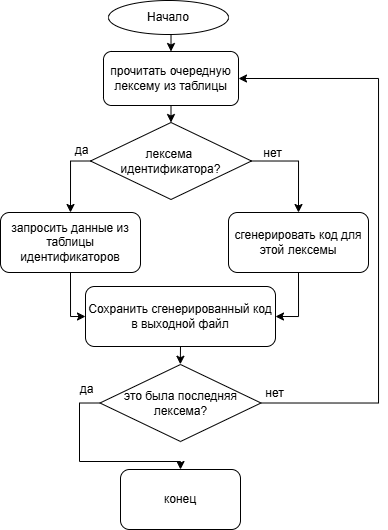 Начало
прочитать очередную
лексему из таблицы
да
лексема
идентификатора?
нет
запросить данные из
таблицы
идентификаторов
сгенерировать код для
этой лексемы
Сохранить сгенерированный код
в выходной файл
да
это была последняя
лексема?
нет
конец